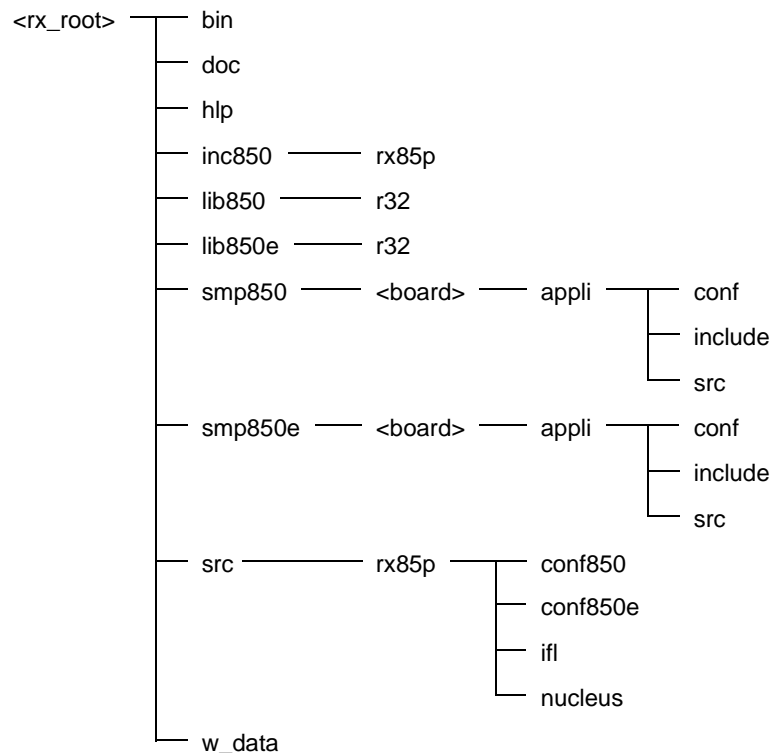 <rx_root> bin
doc
hlp
inc850 rx85p
lib850 r32
lib850e r32
smp850 <board> appli conf
include
src
smp850e <board> appli conf
include
src
src rx85p conf850
conf850e
ifl
nucleus
w_data